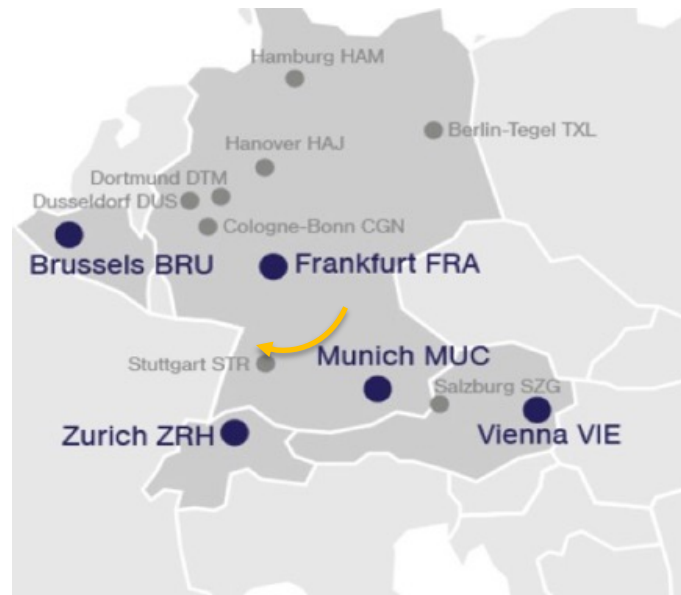 Hamburg HAM
Berlin-Tegel TXL
Hanover HAJ
Dortmund DTM
Dusseldorf DUS
Cologne-Bonn CGN
Brussels BRU
Frankfurt FRA
Stuttgart STR
Munich MUC
Salzburg SZG
Zurich ZRH
Vienna VIE